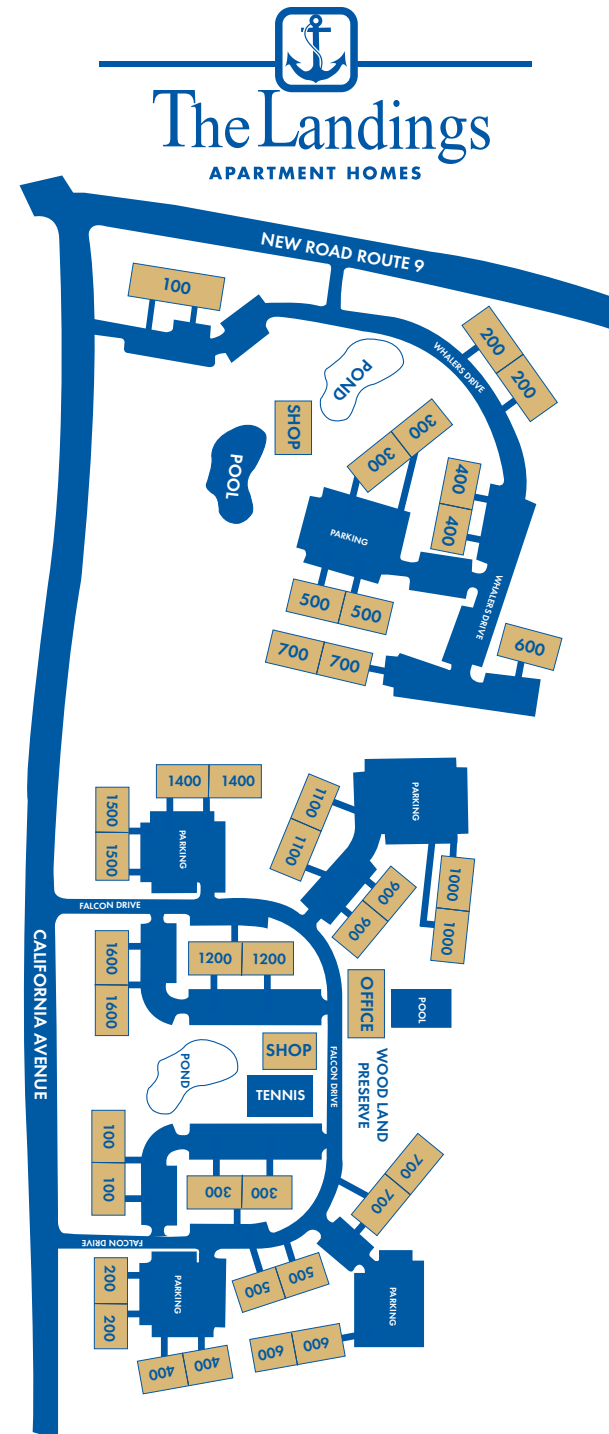 The Landings
APARTMENT HOMES
NEW ROAD ROUTE 9
100
WHALERS DRIVE
200
200
POND
SHOP
POOL
300
300
400
400
PARKING
WHALERS DRIVE
500
500
600
700
700
1400
1400
1500
1500
PARKING
1100
1100
PARKING
900
900
1000
1000
FALCON DRIVE
CALIFORNIA AVENUE
1600
1600
1200
1200
OFFICE
POOL
SHOP
POND
TENNIS
FALCON DRIVE
WOOD LAND
PRESERVE
100
100
300
300
700
700
FALCON DRIVE
200
200
PARKING
500
500
PARKING
400
400
600
600